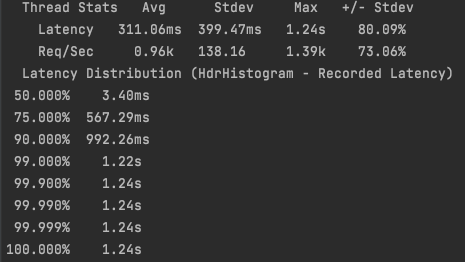 Thread Stats   Avg      Stdev     Max   +/- Stdev
Latency   311.06ms  399.47ms   1.24s    80.09%
Req/Sec     0.96k   138.16     1.39k    73.06%
Latency Distribution (HdrHistogram - Recorded Latency)
50.000%    3.40ms
75.000%  567.29ms
90.000%  992.26ms
99.000%    1.22s
99.900%    1.24s
99.990%    1.24s
99.999%    1.24s
100.000%    1.24s